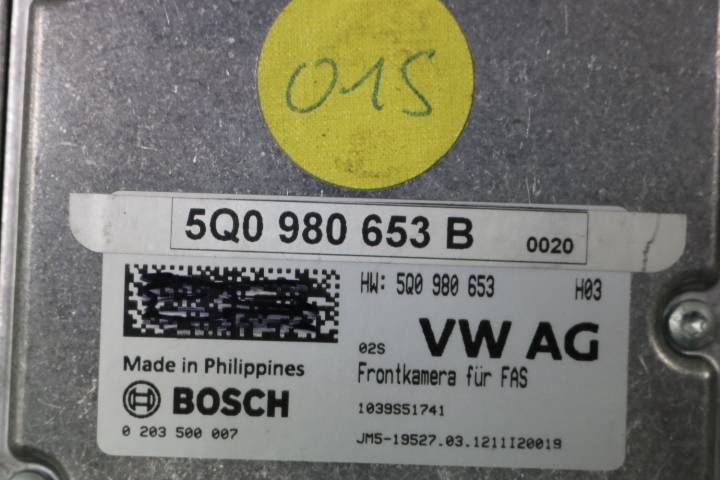 01S
5Q0 980 653 B 0020
HW: 5Q0 980 653 H03
02S VW AG
Made in Philippines
Frontkamera für FAS
BOSCH
1039S51741
0 203 500 007
JM5-19527.03.1211I20019